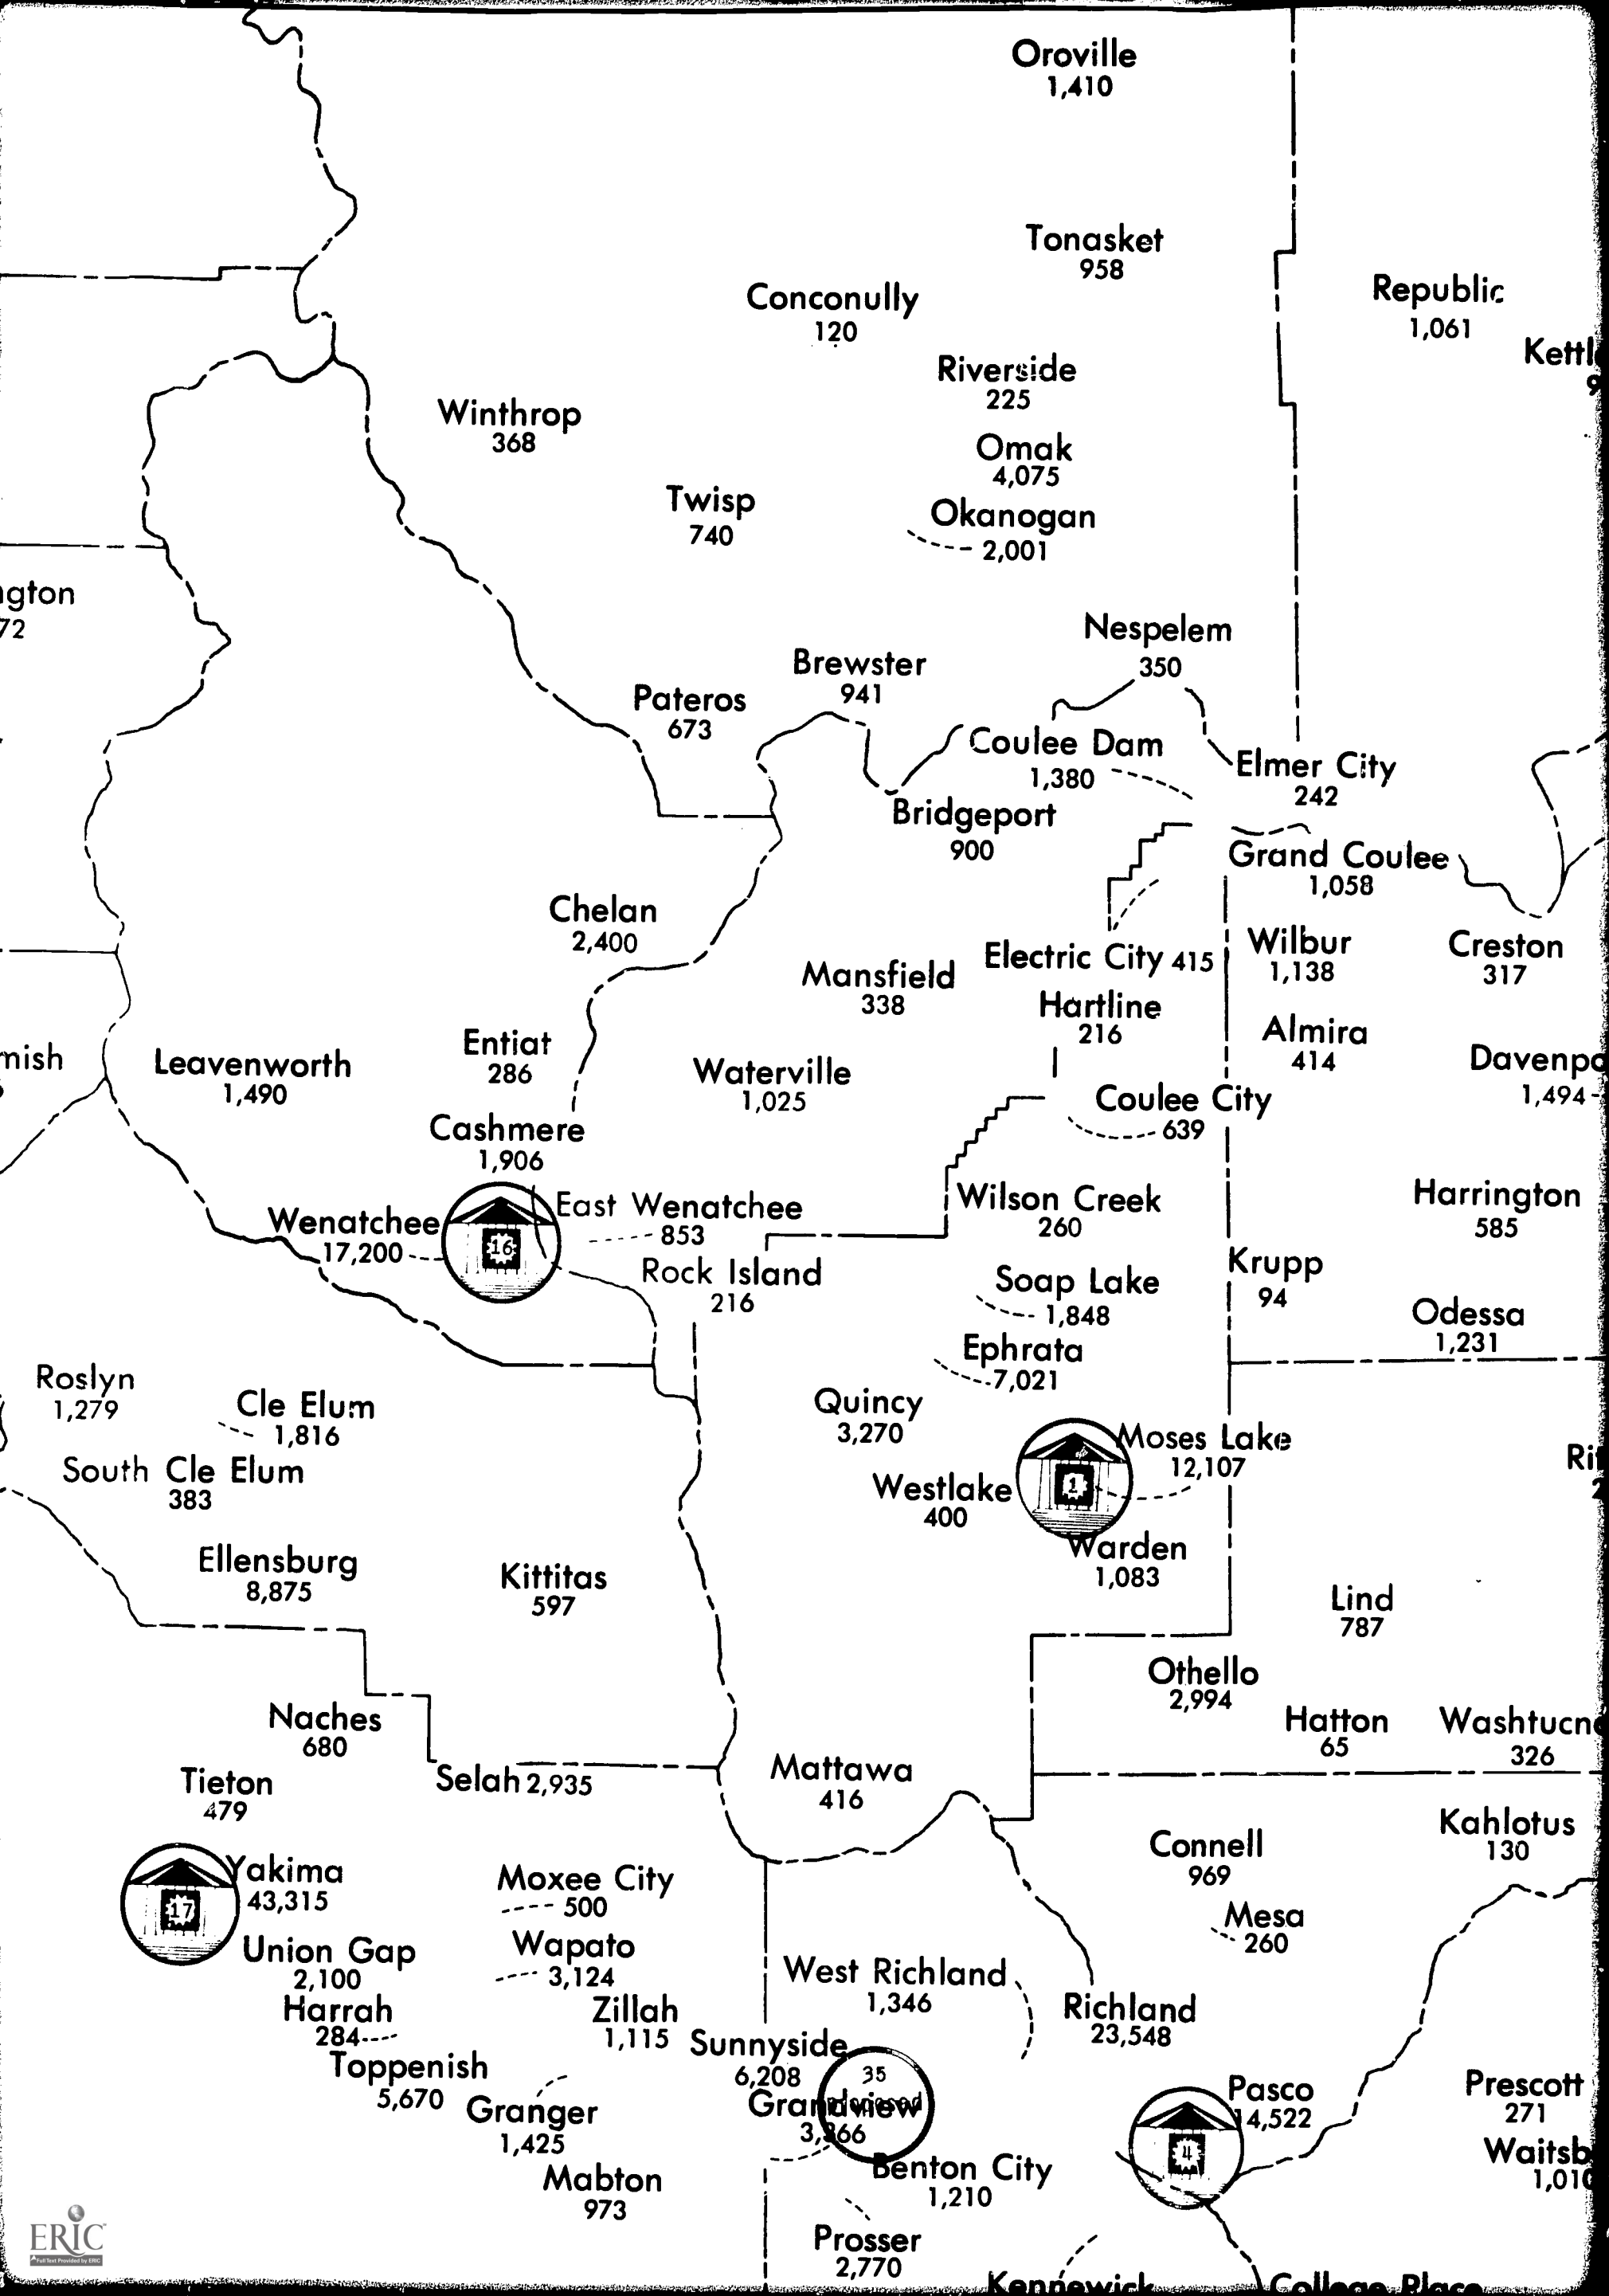 Oroville
1,410
Tonasket
958
Republic
1,061
Conconully
120
Riverside
225
Winthrop
368
Omak
4,075
Twisp
740
Okanogan
2,001
Nespelem
350
Brewster
941
Pateros
673
Coulee Dam
1,380
Elmer City
242
Bridgeport
900
Grand Coulee
1,058
Chelan
2,400
Electric City 415
Wilbur
1,138
Creston
317
Mansfield
338
Hartline
216
Almira
414
Entiat
286
Leavenworth
1,490
Waterville
1,025
1,494
Coulee City
639
Cashmere
1,906
Wenatchee
17,200
16
East Wenatchee
853
Wilson Creek
260
Harrington
585
Rock Island
216
Krupp
94
Soap Lake
1,848
Odessa
1,231
Ephrata
7,021
Roslyn
1,279
Cle Elum
1,816
Quincy
3,270
Moses Lake
12,107
1
South Cle Elum
383
Westlake
400
Warden
1,083
Ellensburg
8,875
Kittitas
597
Lind
787
Othello
2,994
Naches
680
Hatton
65
326
Tieton
479
Selah 2,935
Mattawa
416
Kahlotus
130
Connell
969
Yakima
43,315
17
Moxee City
500
Mesa
260
Union Gap
2,100
Wapato
3,124
West Richland
1,346
Harrah
284
Zillah
1,115
Richland
23,548
Sunnyside
6,208
35
proposed
Toppenish
5,670
Grandview
3,366
Granger
1,425
Pasco
14,522
4
Prescott
271
Benton City
1,210
Mabton
973
Prosser
2,770
Kennewick
College Place
ERIC
Full Text Provided by ERIC